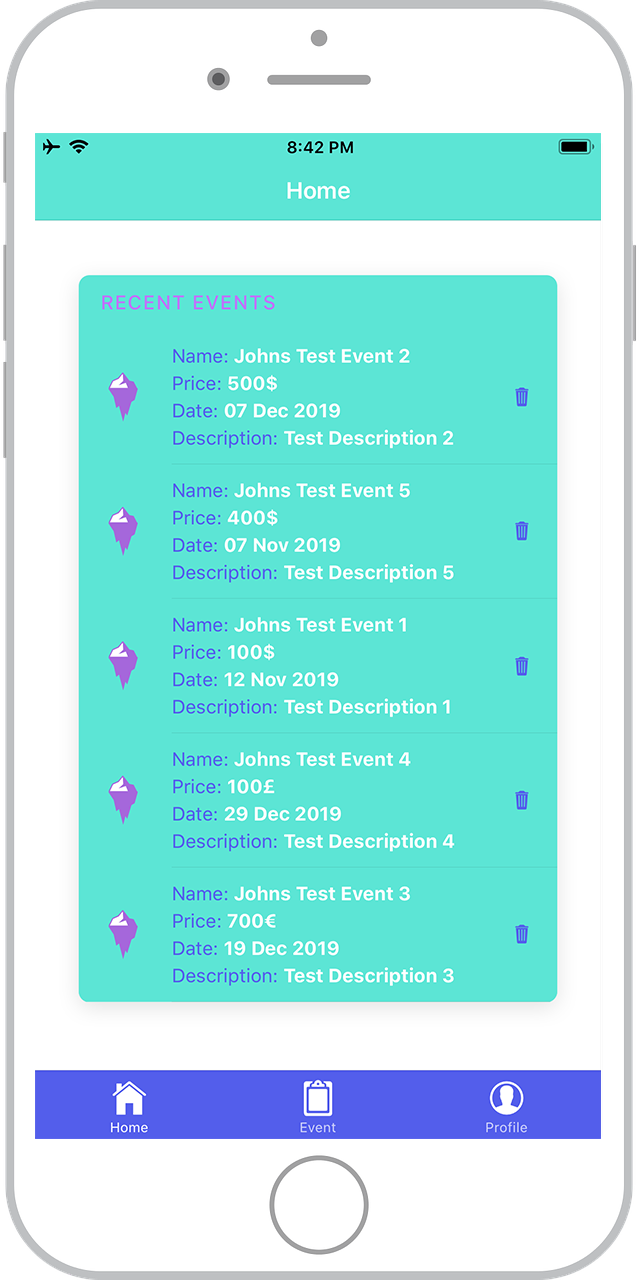 8:42 PM
Home
RECENT EVENTS
Name: Johns Test Event 2
Price: 500$
Date: 07 Dec 2019
Description: Test Description 2
Name: Johns Test Event 5
Price: 400$
Date: 07 Nov 2019
Description: Test Description 5
Name: Johns Test Event 1
Price: 100$
Date: 12 Nov 2019
Description: Test Description 1
Name: Johns Test Event 4
Price: 100£
Date: 29 Dec 2019
Description: Test Description 4
Name: Johns Test Event 3
Price: 700€
Date: 19 Dec 2019
Description: Test Description 3
Home Event Profile